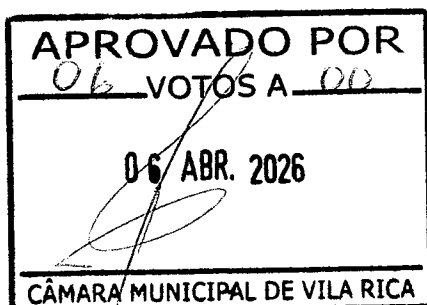 APROVADO POR
06 VOTOS A 00
06 ABR. 2026
CÂMARA MUNICIPAL DE VILA RICA